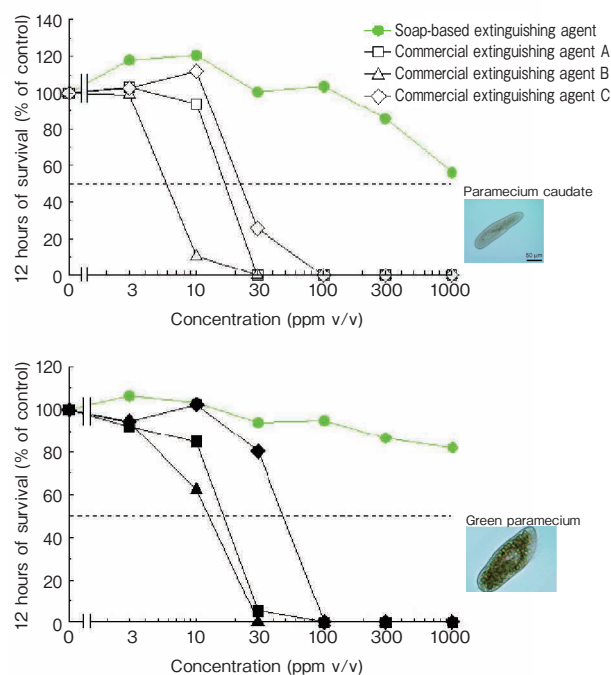 140
120
100
80
60
40
20
0
12 hours of survival (% of control)
Soap-based extinguishing agent
Commercial extinguishing agent A
Commercial extinguishing agent B
Commercial extinguishing agent C
Paramecium caudate
50 μm
0 3 10 30 100 300 1000
Concentration (ppm v/v)
120
100
80
60
40
20
0
12 hours of survival (% of control)
Green paramecium
0 3 10 30 100 300 1000
Concentration (ppm v/v)